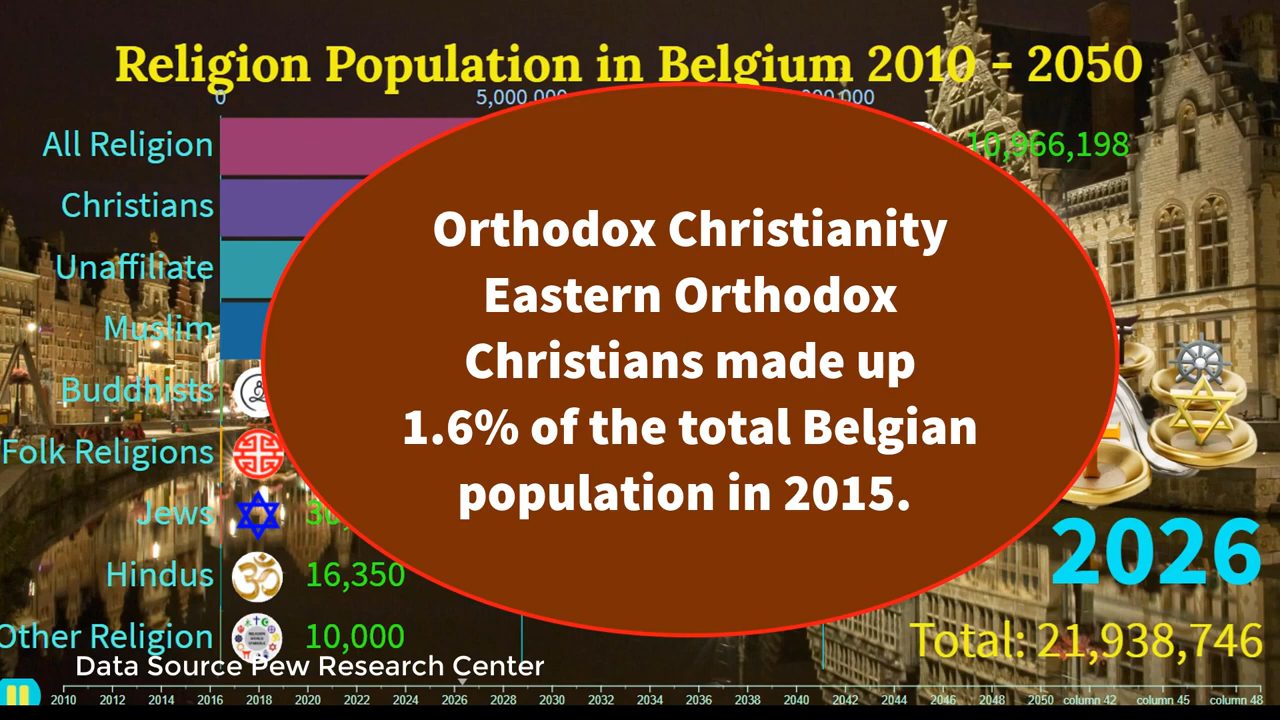 Religion Population in Belgium 2010 - 2050
0
All Religion 10,966,198
Christians
Unaffiliate
Muslim
Buddhists
Folk Religions
Jews
Hindus 16,350
Other Religion 10,000
Orthodox Christianity
Eastern Orthodox
Christians made up
1.6% of the total Belgian
population in 2015.
2026
Total: 21,938,746
Data Source Pew Research Center
2010 2012 2014 2016 2018 2020 2022 2024 2026 2028 2030 2032 2034 2036 2038 2040 2042 2044 2046 2048 2050 column 42 column 45 column 48